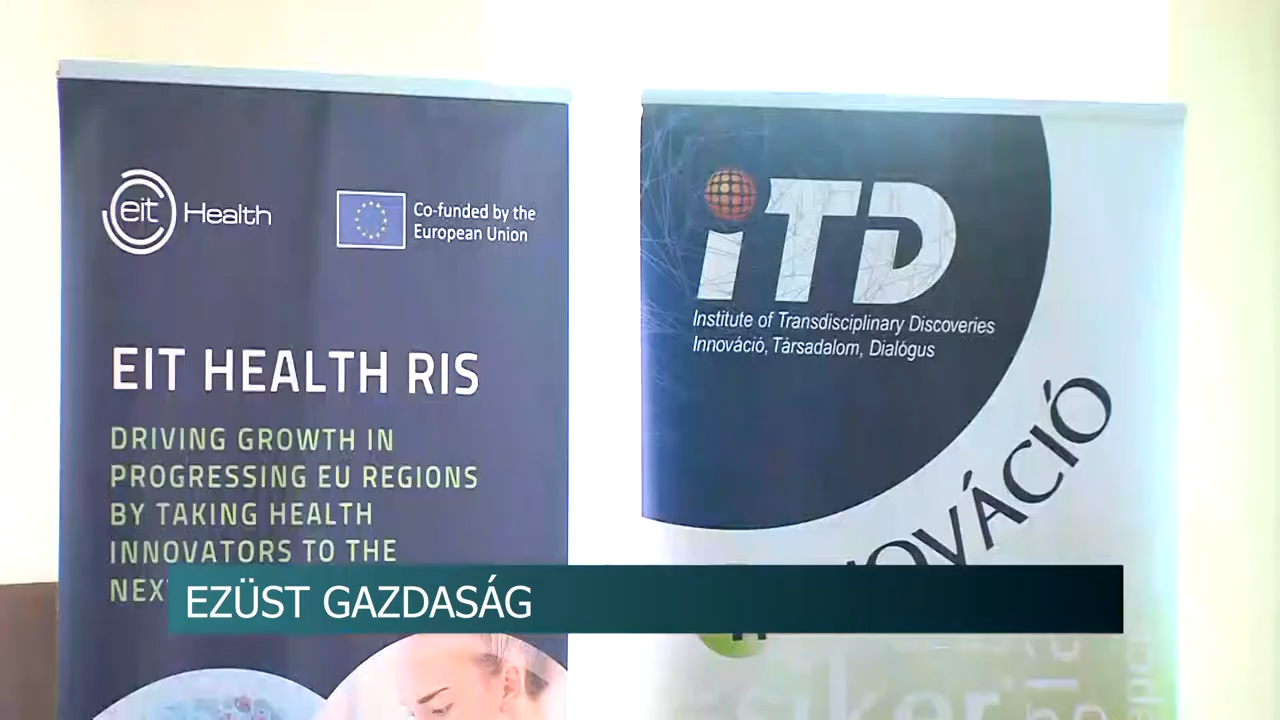 eit Health
Co-funded by the
European Union
EIT HEALTH RIS
DRIVING GROWTH IN
PROGRESSING EU REGIONS
BY TAKING HEALTH
INNOVATORS TO THE
iTD
Institute of Transdisciplinary Discoveries
Innováció, Társadalom, Dialógus
EZÜST GAZDASÁG